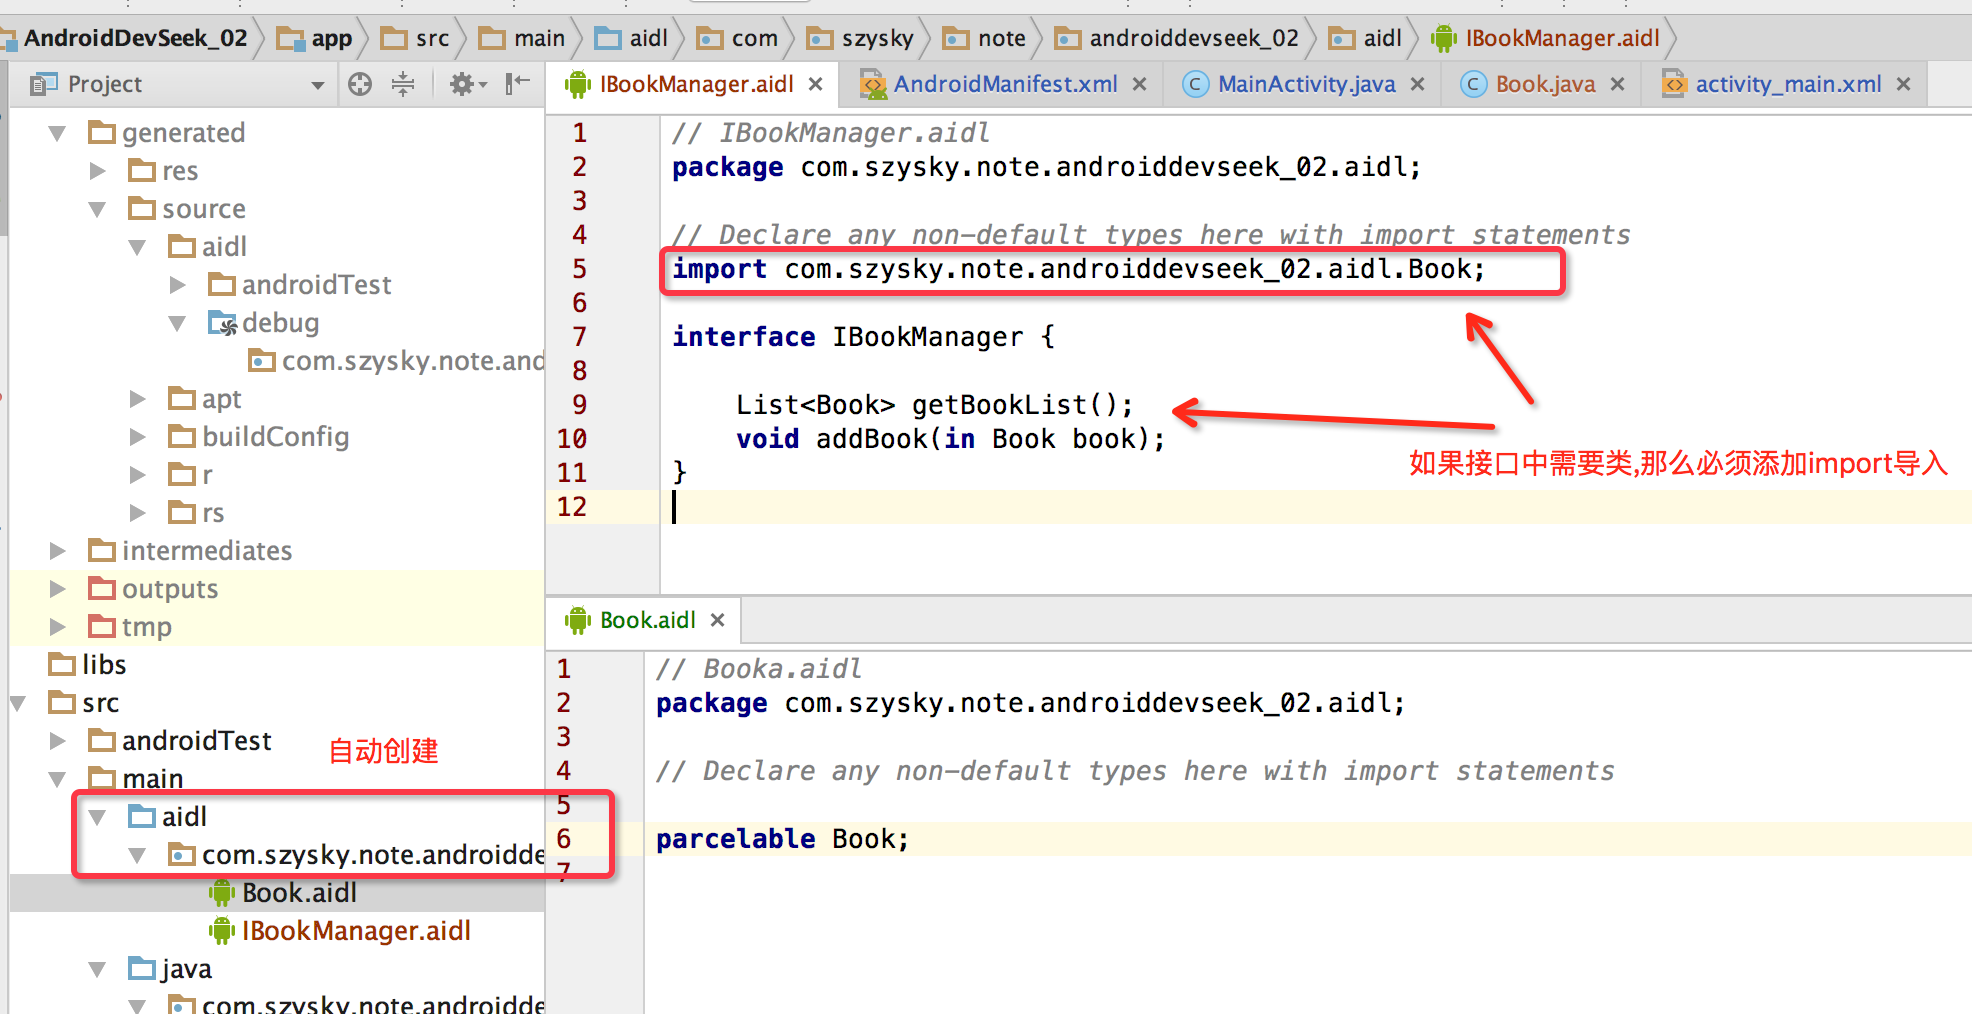 AndroidDevSeek_02 app src main aidl com szysky note androiddevseek_02 aidl IBookManager.aidl
Project
IBookManager.aidl AndroidManifest.xml MainActivity.java Book.java activity_main.xml
generated
res
source
aidl
androidTest
debug
com.szysky.note.and
apt
buildConfig
r
rs
intermediates
outputs
tmp
libs
src
androidTest
自动创建
main
aidl
com.szysky.note.androidde
Book.aidl
IBookManager.aidl
java
com.szysky.note.androidde
1 // IBookManager.aidl
2 package com.szysky.note.androiddevseek_02.aidl;
3
4 // Declare any non-default types here with import statements
5 import com.szysky.note.androiddevseek_02.aidl.Book;
6
7 interface IBookManager {
8
9 List<Book> getBookList();
10 void addBook(in Book book);
如果接口中需要类,那么必须添加import导入
11 }
12
Book.aidl
1 // Booka.aidl
2 package com.szysky.note.androiddevseek_02.aidl;
3
4 // Declare any non-default types here with import statements
5
6 parcelable Book;
7